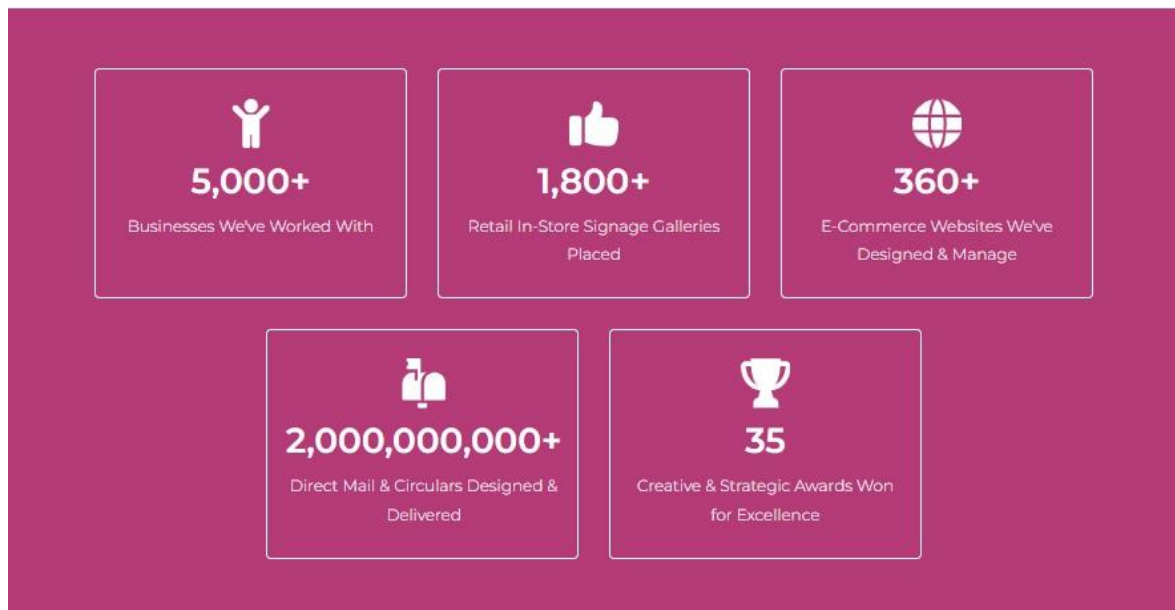 5,000+
Businesses We've Worked With
1,800+
Retail In-Store Signage Galleries
Placed
360+
E-Commerce Websites We've
Designed & Manage
2,000,000,000+
Direct Mail & Circulars Designed &
Delivered
35
Creative & Strategic Awards Won
for Excellence